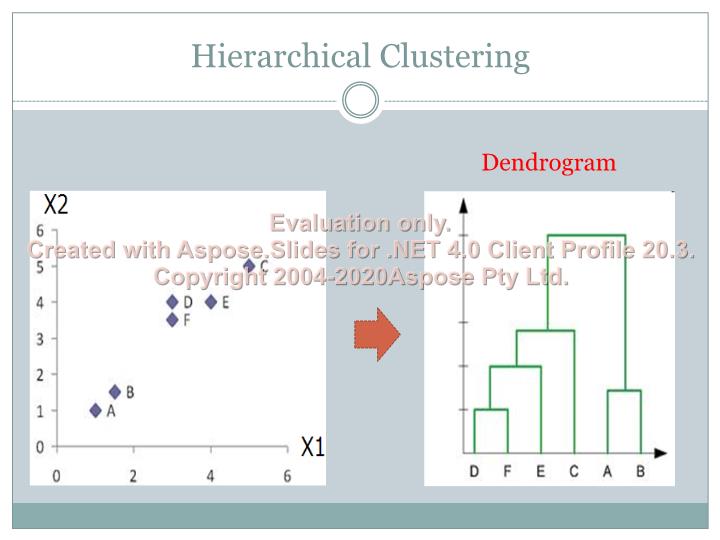 Hierarchical Clustering
Dendrogram
Evaluation only.
Created with Aspose.Slides for .NET 4.0 Client Profile 20.3.
Copyright 2004-2020Aspose Pty Ltd.
X2
6
5
4
3
2
1
0
C
D
E
F
B
A
X1
0 2 4 6
D F E C A B